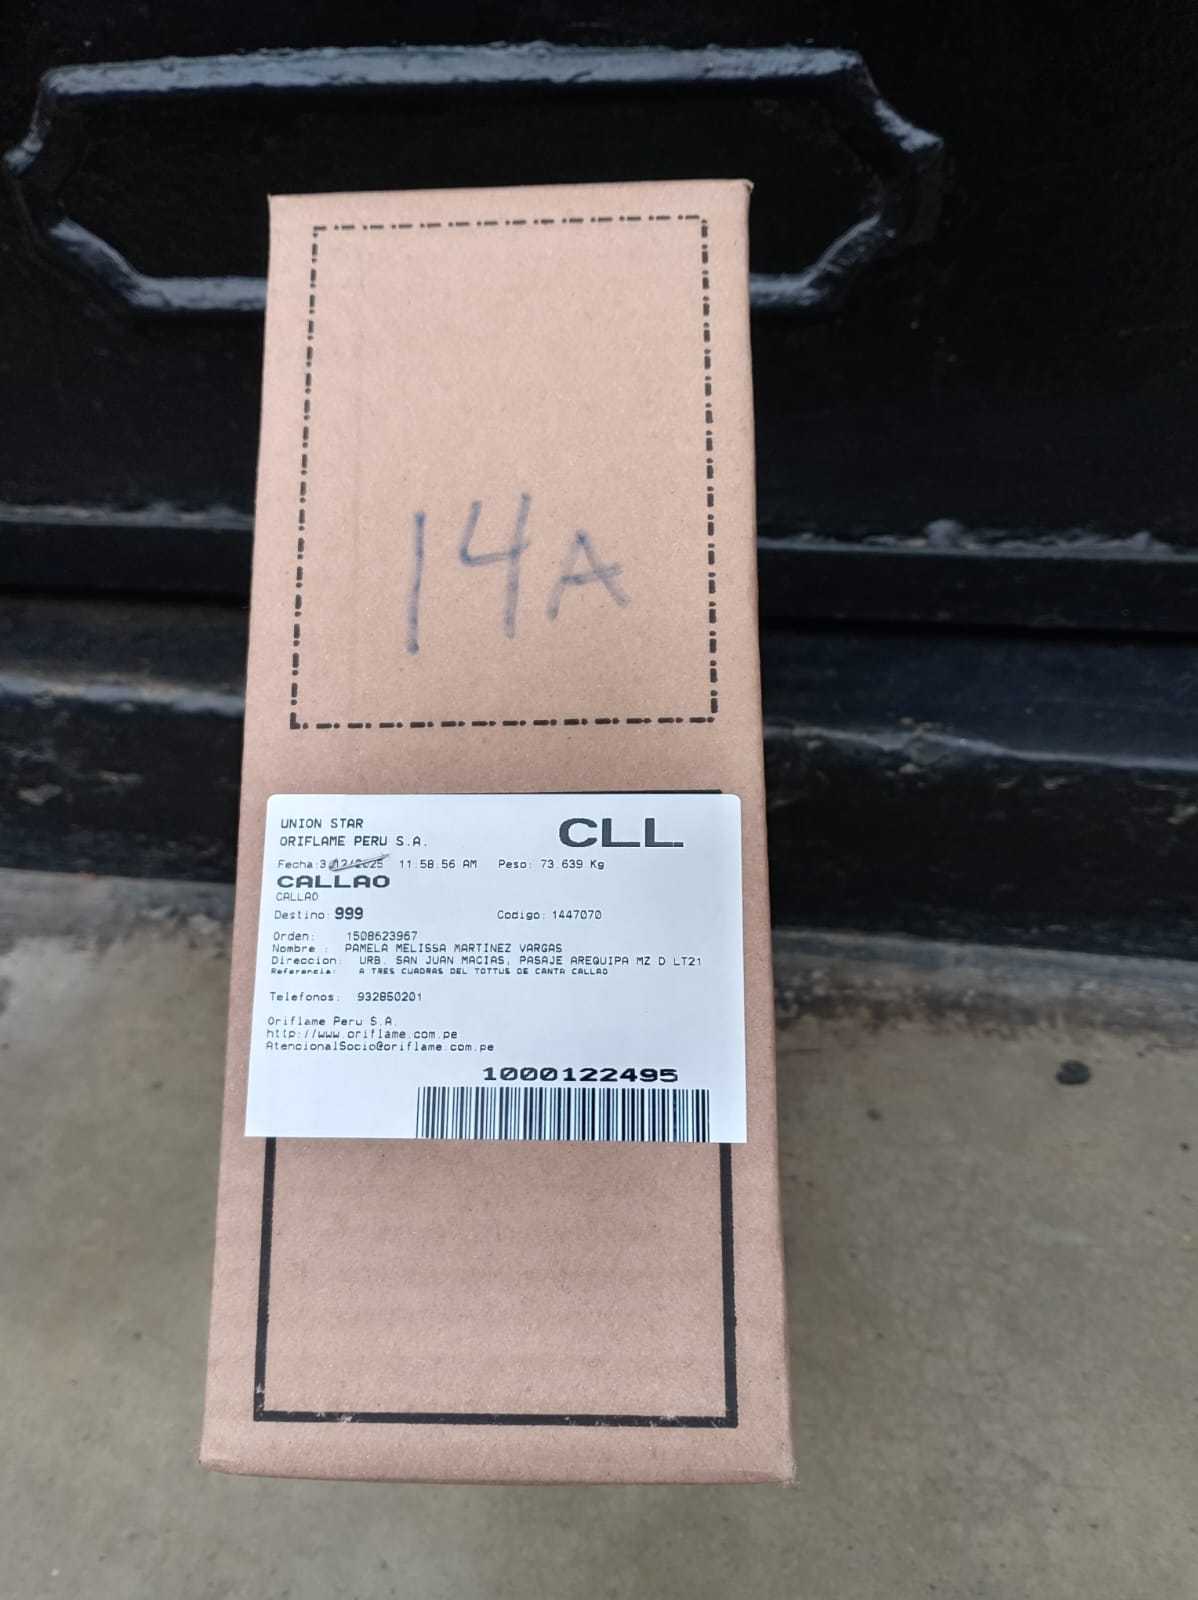 14A
UNION STAR
CLL
ORIFLAME PERU S.A.
Fecha: 11:58:56 AM Peso: 73.639 Kg
CALLAO
CALLAO
Destino: 999 Codigo: 1447070
Orden: 1508623967
Nombre : PAMELA MELISSA MARTINEZ VARGAS
Direccion: URB. SAN JUAN MACIAS, PASAJE AREQUIPA MZ D LT21
Referencia: A TRES CUADRAS DEL TOTTUS DE CANTA CALLAO
Telefonos: 932850201
Oriflame Peru S.A.
http://www.oriflame.com.pe
AtencionalSocio@oriflame.com.pe
1000122495